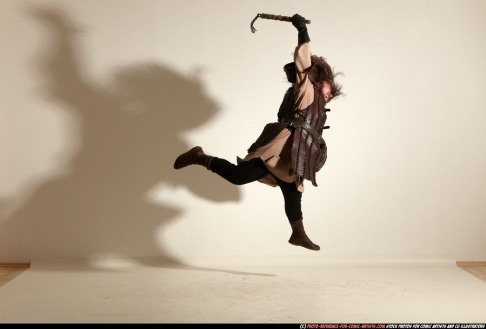 (C) PHOTO-REFERENCE-FOR-COMIC-ARTISTS.COM STOCK PHOTOS FOR COMIC ARTISTS AND CG ILLUSTRATORS